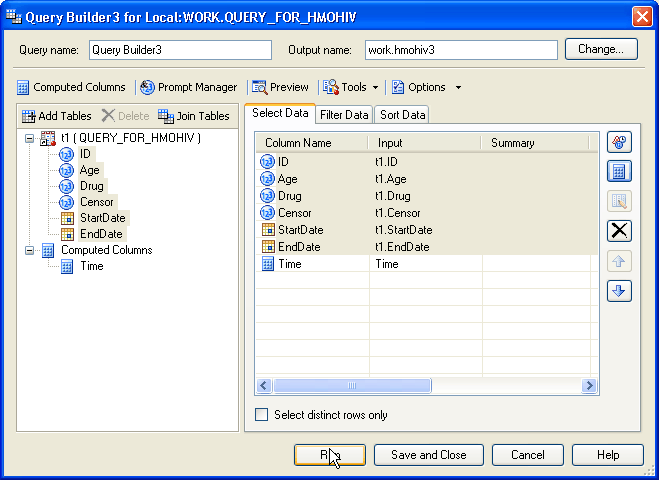 Query Builder3 for Local:WORK.QUERY_FOR_HMOHIV
Query name: Query Builder3 Output name: work.hmohiv3 Change...
Computed Columns Prompt Manager Preview Tools Options
Add Tables Delete Join Tables
t1 ( QUERY_FOR_HMOHIV )
ID
Age
Drug
Censor
StartDate
EndDate
Computed Columns
Time
Select Data Filter Data Sort Data
Column Name Input Summary
ID t1.ID
Age t1.Age
Drug t1.Drug
Censor t1.Censor
StartDate t1.StartDate
EndDate t1.EndDate
Time Time
Select distinct rows only
Save and Close Cancel Help